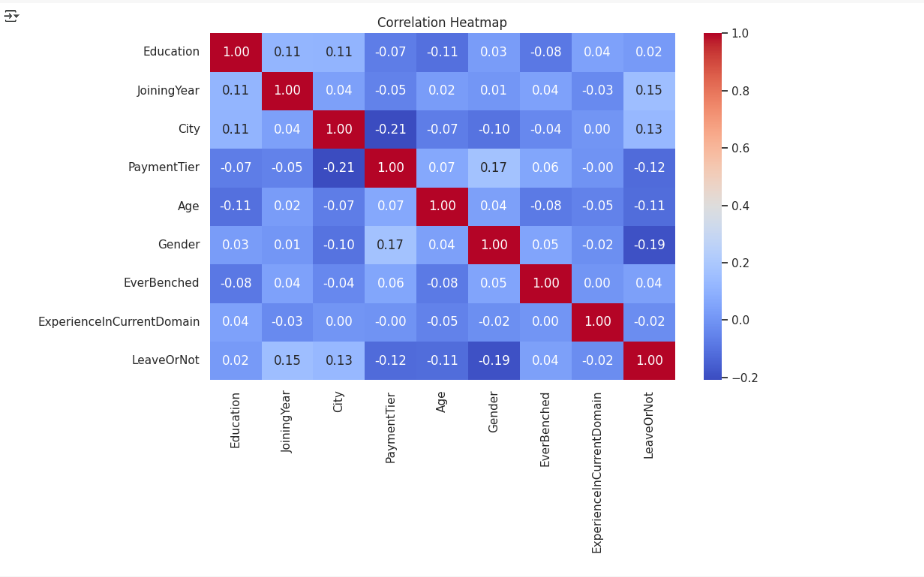 Correlation Heatmap
Education 1.00 0.11 0.11 -0.07 -0.11 0.03 -0.08 0.04 0.02
JoiningYear 0.11 1.00 0.04 -0.05 0.02 0.01 0.04 -0.03 0.15
City 0.11 0.04 1.00 -0.21 -0.07 -0.10 -0.04 0.00 0.13
PaymentTier -0.07 -0.05 -0.21 1.00 0.07 0.17 0.06 -0.00 -0.12
Age -0.11 0.02 -0.07 0.07 1.00 0.04 -0.08 -0.05 -0.11
Gender 0.03 0.01 -0.10 0.17 0.04 1.00 0.05 -0.02 -0.19
EverBenched -0.08 0.04 -0.04 0.06 -0.08 0.05 1.00 0.00 0.04
ExperienceInCurrentDomain 0.04 -0.03 0.00 -0.00 -0.05 -0.02 0.00 1.00 -0.02
LeaveOrNot 0.02 0.15 0.13 -0.12 -0.11 -0.19 0.04 -0.02 1.00
Education
JoiningYear
City
PaymentTier
Age
Gender
EverBenched
ExperienceInCurrentDomain
LeaveOrNot
1.0
0.8
0.6
0.4
0.2
0.0
−0.2